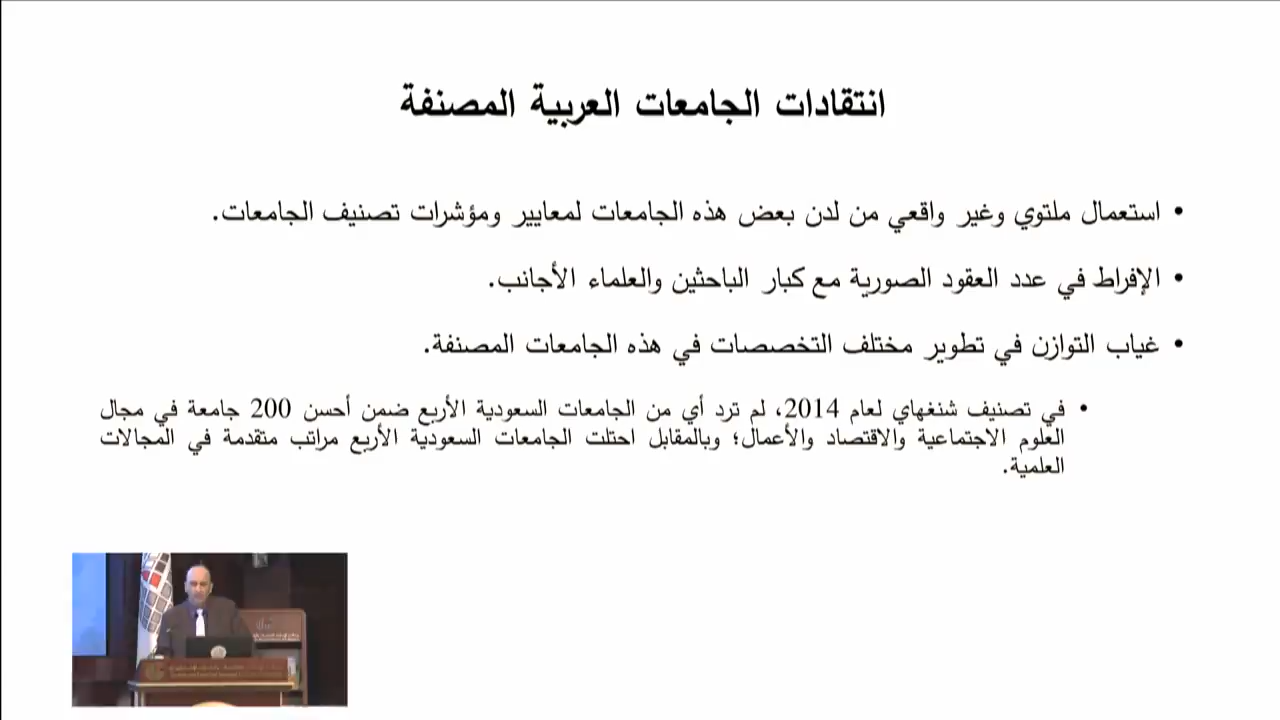 انتقادات الجامعات العربية المصنفة
• استعمال ملتوي وغير واقعي من لدن بعض هذه الجامعات لمعايير ومؤشرات تصنيف الجامعات.
• الإفراط في عدد العقود الصورية مع كبار الباحثين والعلماء الأجانب.
• غياب التوازن في تطوير مختلف التخصصات في هذه الجامعات المصنفة.
• في تصنيف شنغهاي لعام 2014، لم ترد أي من الجامعات السعودية الأربع ضمن أحسن 200 جامعة في مجال
العلوم الاجتماعية والاقتصاد والأعمال؛ وبالمقابل احتلت الجامعات السعودية الأربع مراتب متقدمة في المجالات
العلمية.